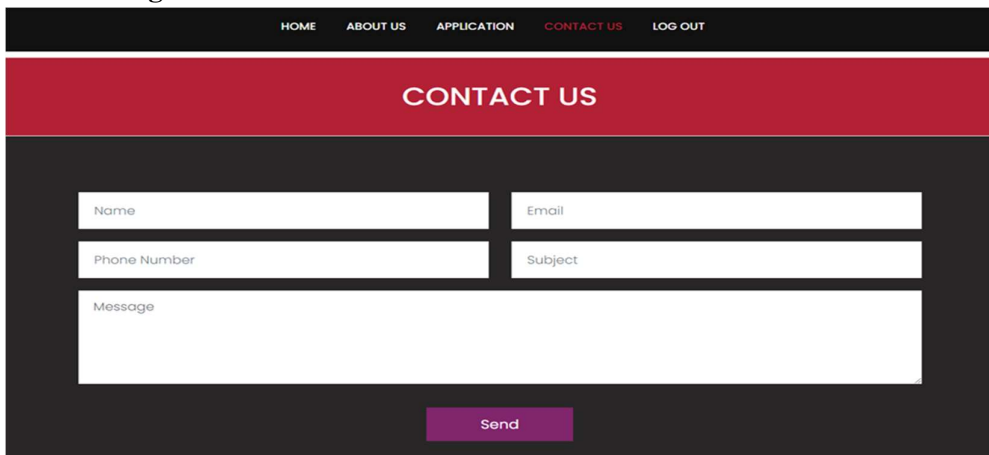 HOME ABOUT US APPLICATION CONTACT US LOG OUT
CONTACT US
Name Email
Phone Number Subject
Message
Send